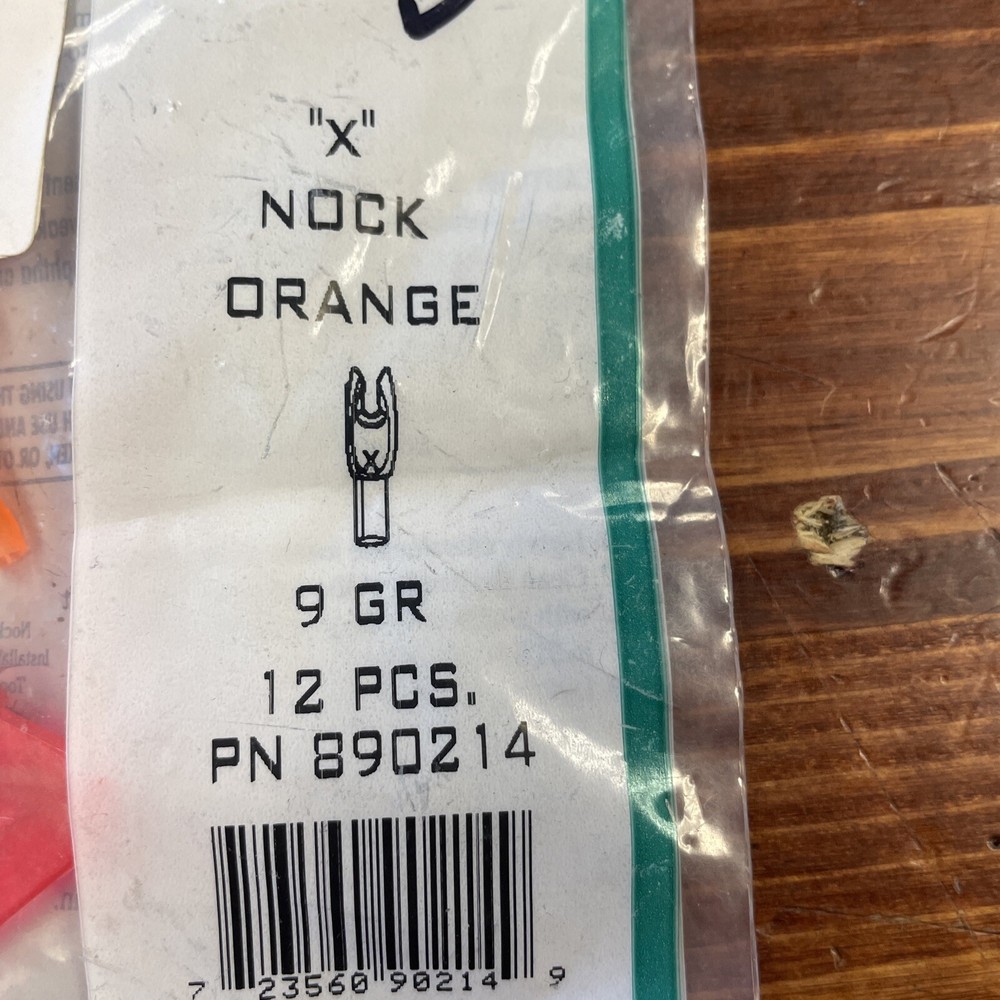 "X"
NOCK
ORANGE
X
9 GR
12 PCS.
PN 890214
7 23560 90214 9